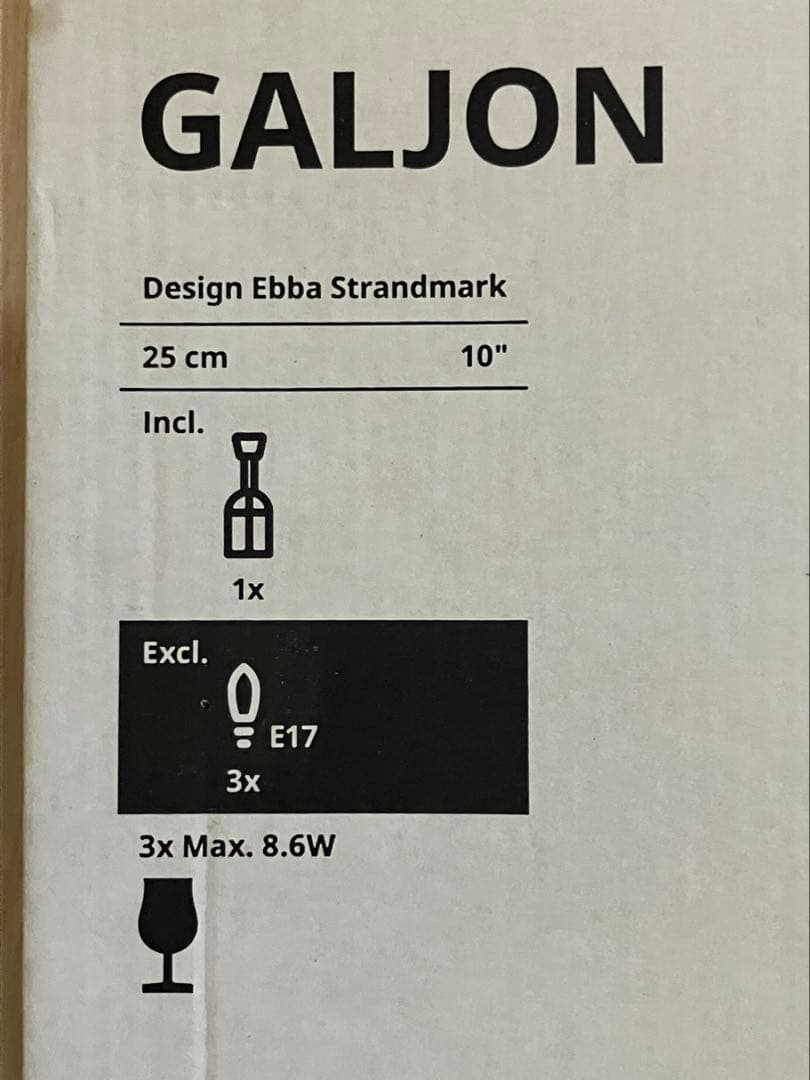 GALJON
Design Ebba Strandmark
25 cm 10"
Incl.
1x
Excl.
E17
3x
3x Max. 8.6W